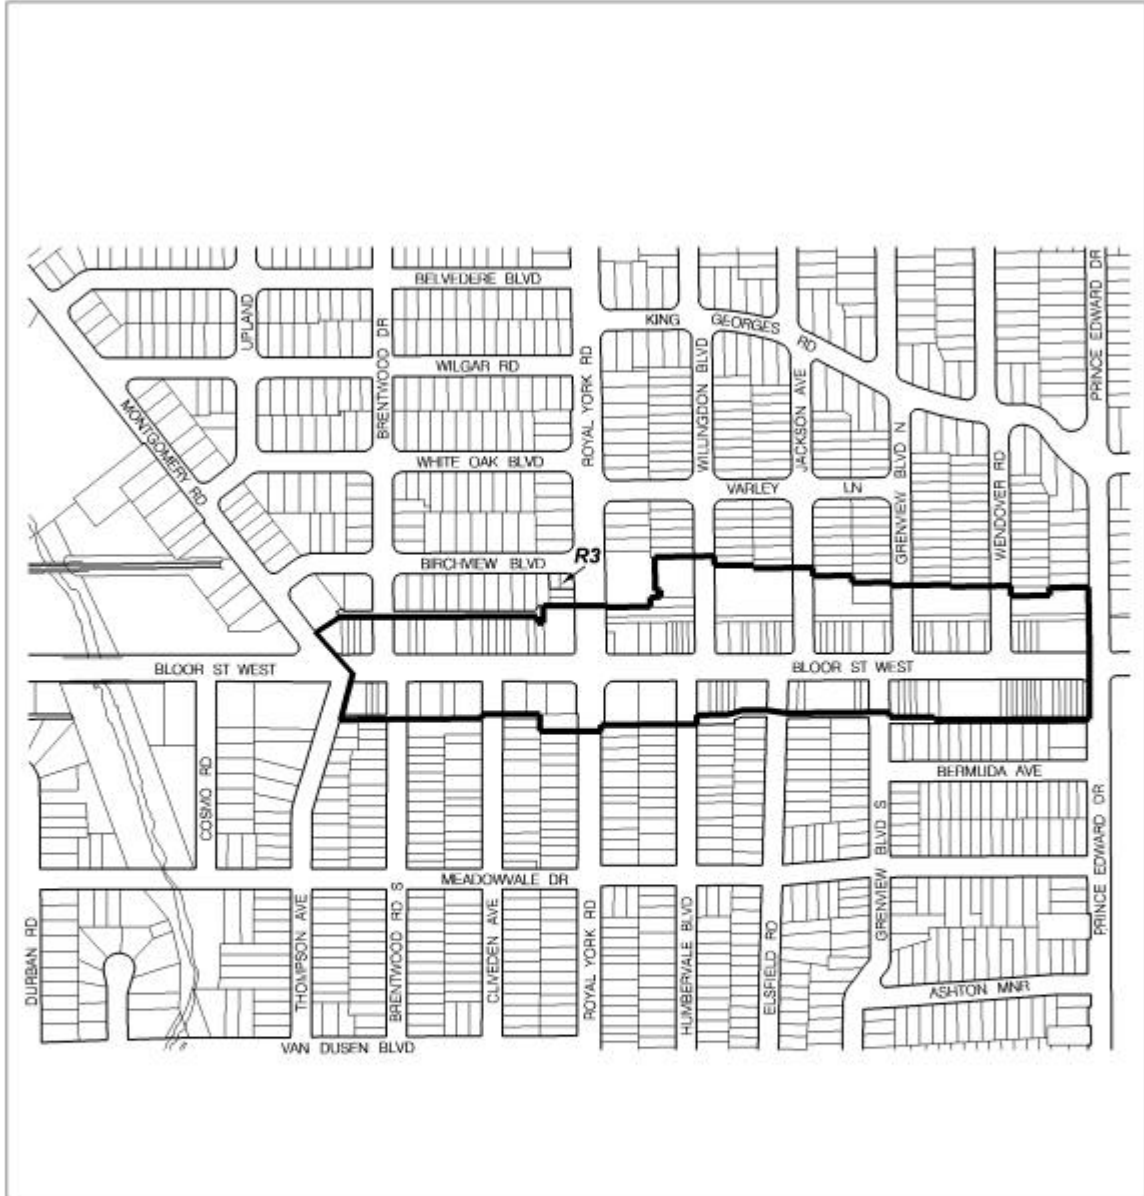 BELVEDERE BLVD
PRINCE EDWARD DR
UPLAND
KING GEORGES RD
BRENTWOOD DR
WILGAR RD
ROYAL YORK RD
WILLINGDON BLVD
JACKSON AVE
MONTGOMERY RD
WHITE OAK BLVD
GRENVIEW BLVD N
WENDOVER RD
VARLEY LN
BIRCHVIEW BLVD
R3
BLOOR ST WEST
BLOOR ST WEST
COSMO RD
BERMUDA AVE
GRENVIEW BLVD S
PRINCE EDWARD DR
MEADOWVALE DR
DURBAN RD
THOMPSON AVE
BRENTWOOD RD S
CLIVEDEN AVE
ROYAL YORK RD
HUMBERVALE BLVD
ELSFIELD RD
ASHTON MNR
VAN DUSEN BLVD